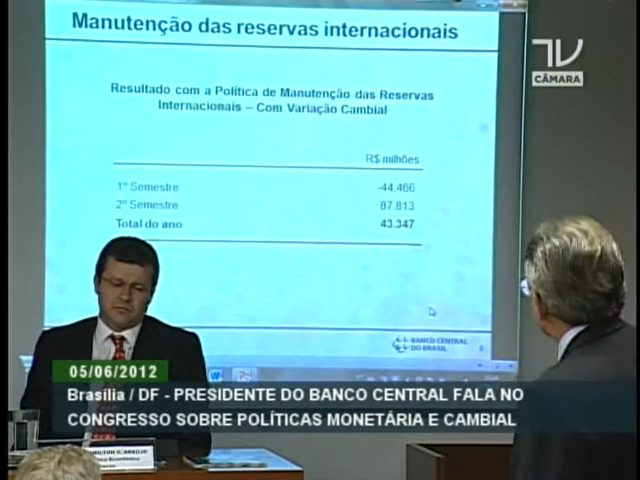 Manutenção das reservas internacionais
TV
CÂMARA
Resultado com a Política de Manutenção das Reservas
Internacionais – Com Variação Cambial
R$ milhões
1º Semestre -44.466
2º Semestre 87.813
Total do ano 43.347
BANCO CENTRAL
DO BRASIL
8
05/06/2012
Brasília / DF - PRESIDENTE DO BANCO CENTRAL FALA NO
CONGRESSO SOBRE POLÍTICAS MONETÁRIA E CAMBIAL